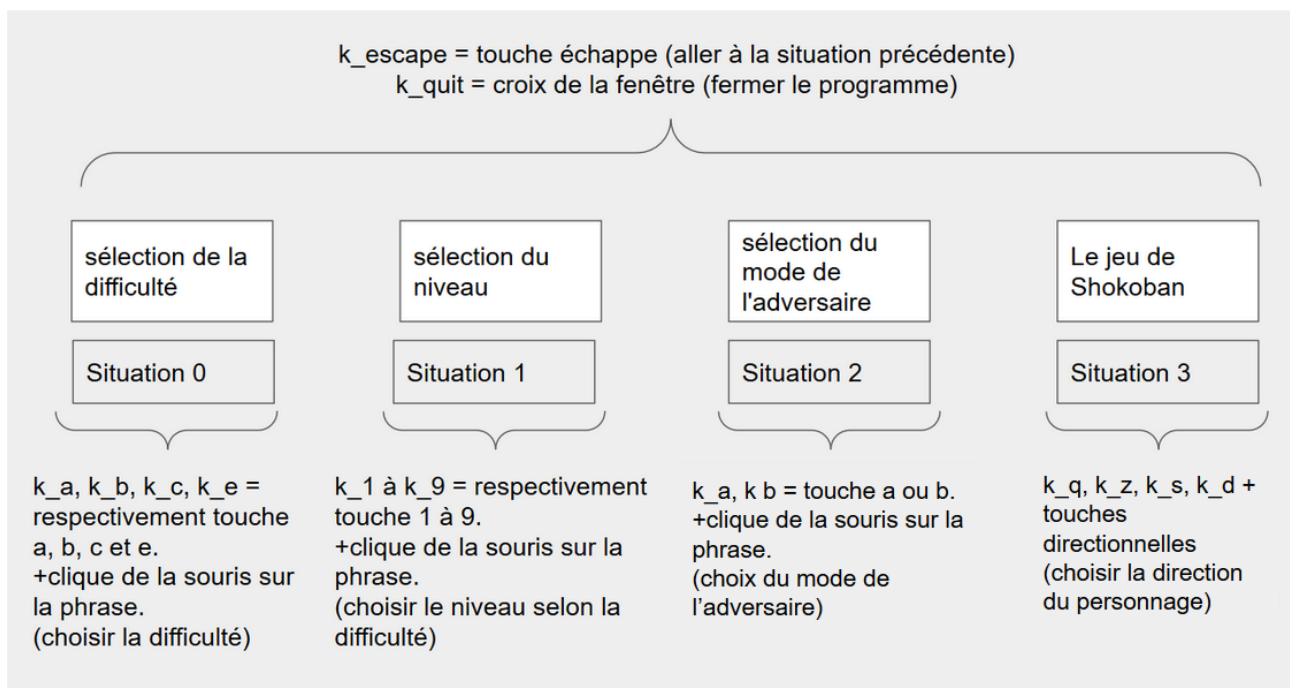 k_escape = touche échappe (aller à la situation précédente)
k_quit = croix de la fenêtre (fermer le programme)
sélection de la
difficulté
Situation 0
k_a, k_b, k_c, k_e =
respectivement touche
a, b, c et e.
+clique de la souris sur
la phrase.
(choisir la difficulté)
sélection du
niveau
Situation 1
k_1 à k_9 = respectivement
touche 1 à 9.
+clique de la souris sur la
phrase.
(choisir le niveau selon la
difficulté)
sélection du
mode de
l'adversaire
Situation 2
k_a, k b = touche a ou b.
+clique de la souris sur la
phrase.
(choix du mode de
l’adversaire)
Le jeu de
Shokoban
Situation 3
k_q, k_z, k_s, k_d +
touches
directionnelles
(choisir la direction
du personnage)